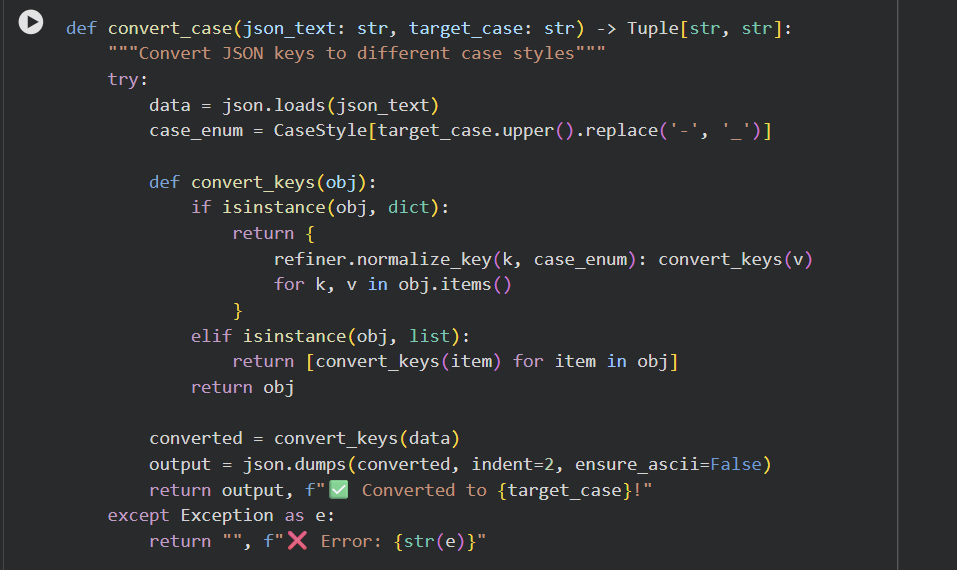 def convert_case(json_text: str, target_case: str) -> Tuple[str, str]:
    """Convert JSON keys to different case styles"""
    try:
        data = json.loads(json_text)
        case_enum = CaseStyle[target_case.upper().replace('-', '_')]

        def convert_keys(obj):
            if isinstance(obj, dict):
                return {
                    refiner.normalize_key(k, case_enum): convert_keys(v)
                    for k, v in obj.items()
                }
            elif isinstance(obj, list):
                return [convert_keys(item) for item in obj]
            return obj

        converted = convert_keys(data)
        output = json.dumps(converted, indent=2, ensure_ascii=False)
        return output, f"✅ Converted to {target_case}!"
    except Exception as e:
        return "", f"❌ Error: {str(e)}"